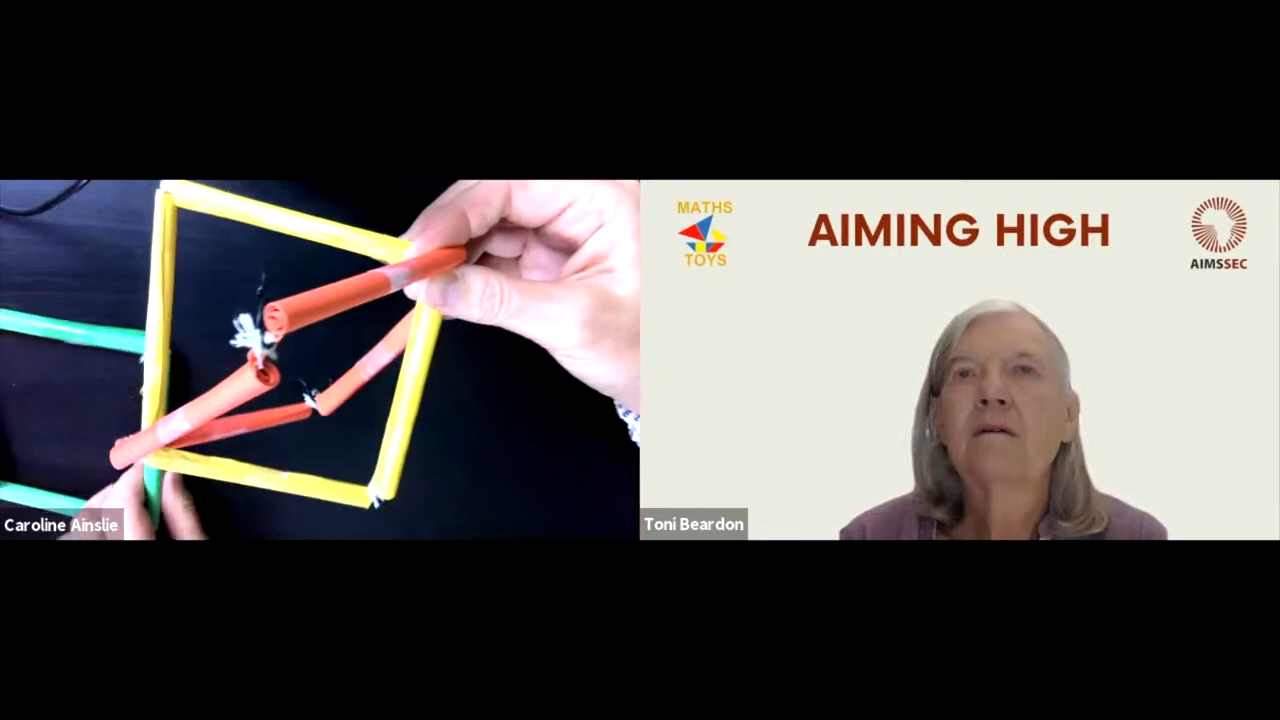 Caroline Ainslie
MATHS
TOYS
AIMING HIGH
AIMSSEC
Toni Beardon